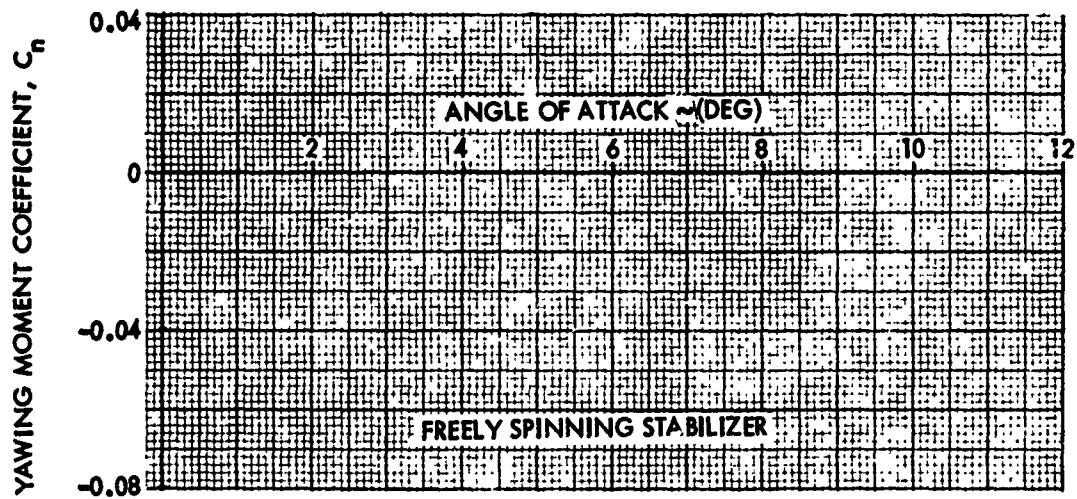 YAWING MOMENT COEFFICIENT, Cn
0.04
0
-0.04
-0.08
ANGLE OF ATTACK ~(DEG)
2 4 6 8 10 12
FREELY SPINNING STABILIZER